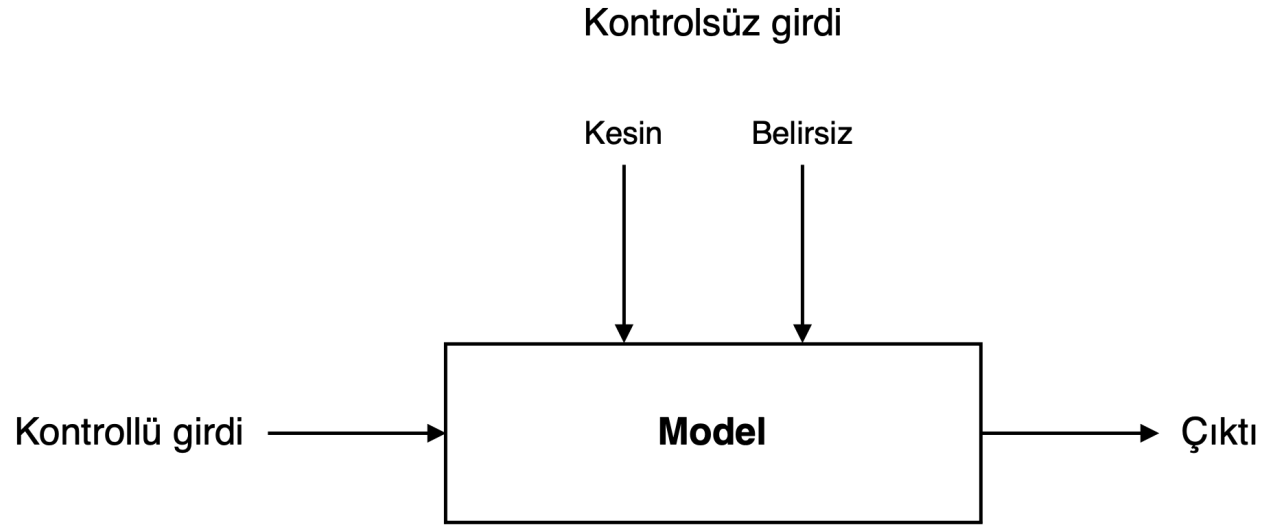 Kontrolsüz girdi
Kesin
Belirsiz
Kontrollü girdi
Model
Çıktı